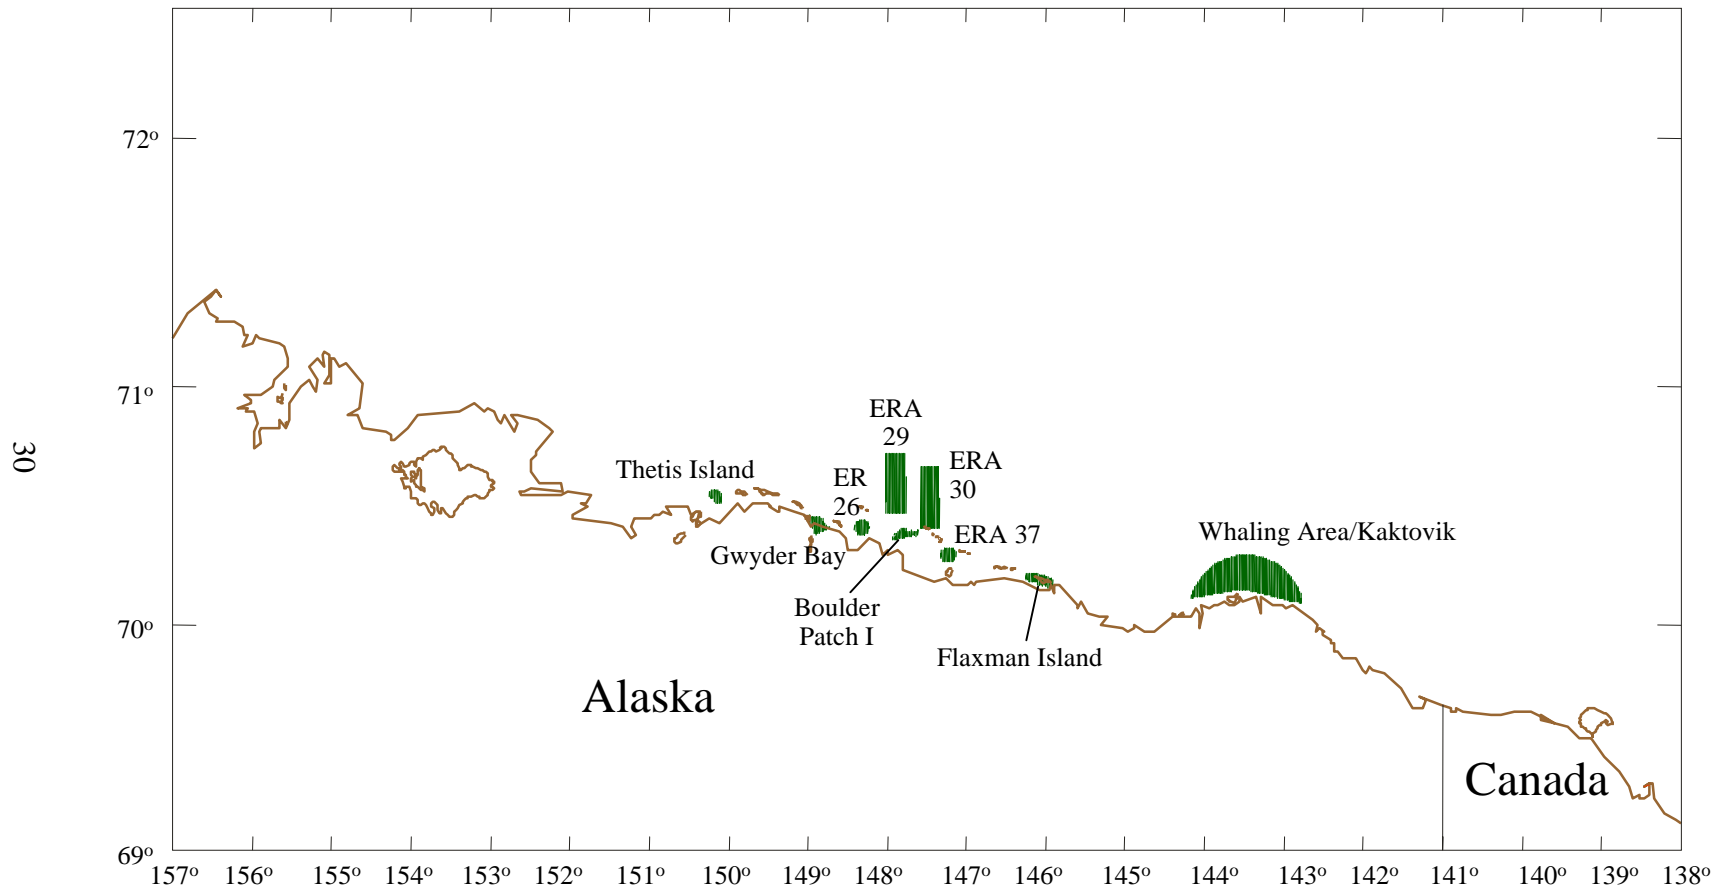 72°
71°
70°
69°
30
ERA
29
ERA
30
Thetis Island
ER
26
ERA 37
Gwyder Bay
Whaling Area/Kaktovik
Boulder
Patch I
Flaxman Island
Alaska
Canada
157° 156° 155° 154° 153° 152° 151° 150° 149° 148° 147° 146° 145° 144° 143° 142° 141° 140° 139° 138°